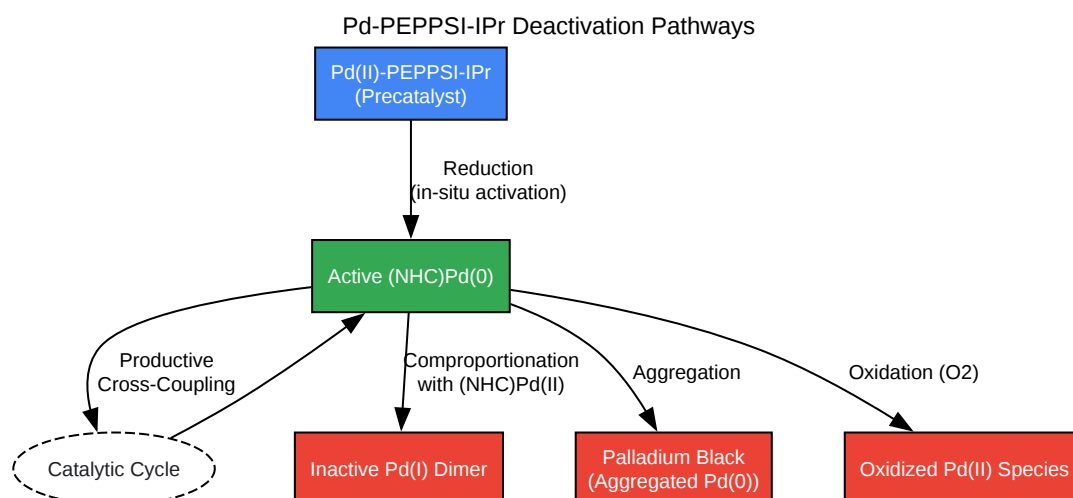 Pd-PEPPSI-IPr Deactivation Pathways
Pd(II)-PEPPSI-IPr
(Precatalyst)
Reduction
(in-situ activation)
Active (NHC)Pd(0)
Productive
Cross-Coupling
Comproportionation
with (NHC)Pd(II)
Aggregation
Oxidation (O2)
Catalytic Cycle
Inactive Pd(I) Dimer
Palladium Black
(Aggregated Pd(0))
Oxidized Pd(II) Species